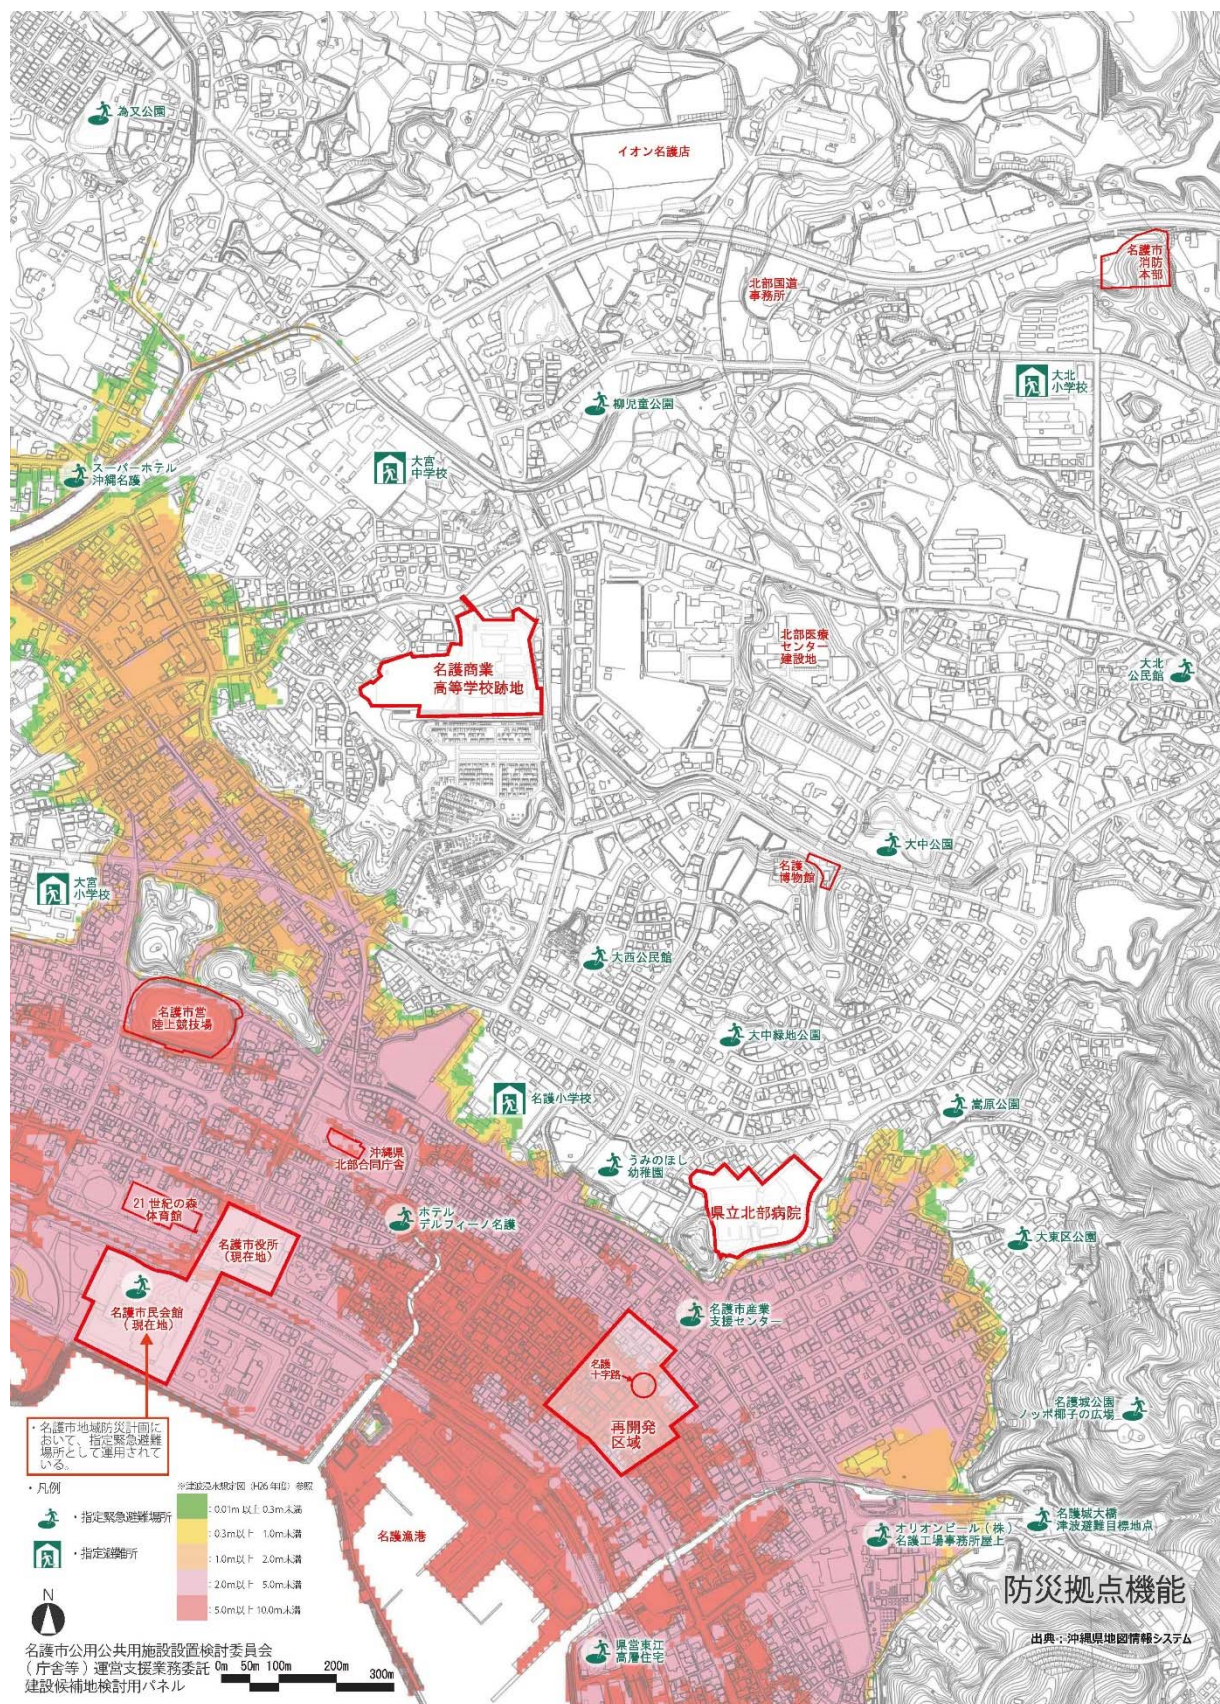 為又公園
イオン名護店
名護市
消防
本部
北部国道
事務所
大北
小学校
柳児童公園
大宮
中学校
スーパーホテル
沖縄名護
名護商業
高等学校跡地
北部医療
センター
建設地
大北
公民館
大中公園
名護
博物館
大宮
小学校
大西公民館
名護市営
陸上競技場
大中緑地公園
名護小学校
嵩原公園
沖縄県
北部合同庁舎
うみのほし
幼稚園
21世紀の森
体育館
ホテル
デルフィーノ名護
県立北部病院
名護市役所
(現在地)
大東区公園
名護市民会館
(現在地)
名護市産業
支援センター
名護
十字路
再開発
区域
名護城公園
ノッポ椰子の広場
・名護市地域防災計画に
おいて、指定緊急避難
場所として運用されて
いる。
・凡例
・指定緊急避難場所
・指定避難所
※津波浸水想定図(H26年度)参照
:0.01m以上 0.3m未満
:0.3m以上 1.0m未満
:1.0m以上 2.0m未満
:2.0m以上 5.0m未満
:5.0m以上 10.0m未満
名護漁港
オリオンビール(株)
名護工場事務所屋上
名護城大橋
津波避難目標地点
県営東江
高層住宅
防災拠点機能
出典:沖縄県地図情報システム
N
名護市公用公共用施設設置検討委員会
(庁舎等)運営支援業務委託
建設候補地検討用パネル
0m 50m 100m 200m 300m